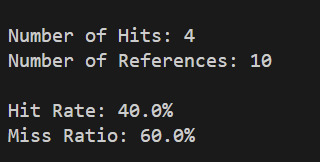 Number of Hits: 4
Number of References: 10
Hit Rate: 40.0%
Miss Ratio: 60.0%